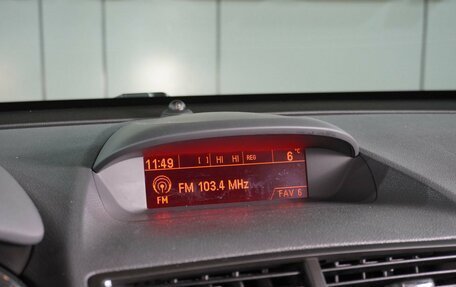 11:49 [ ] HI HI REG 6 °C
FM 103.4 MHz
FM FAV 6